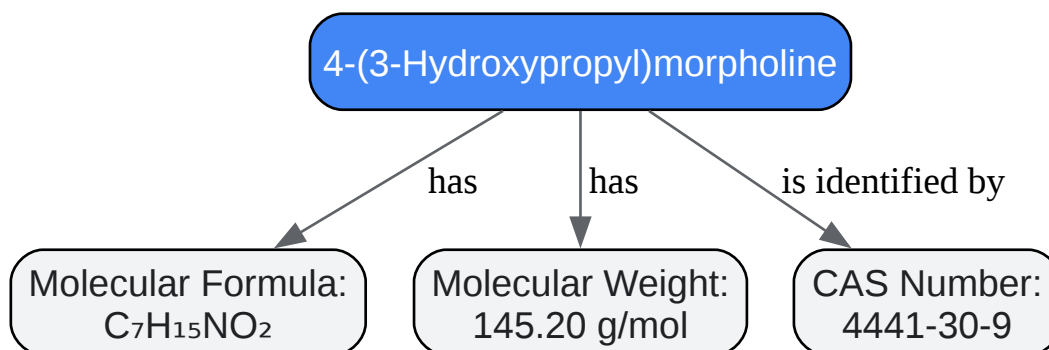 4-(3-Hydroxypropyl)morpholine
has
has
is identified by
Molecular Formula:
C₇H₁₅NO₂
Molecular Weight:
145.20 g/mol
CAS Number:
4441-30-9